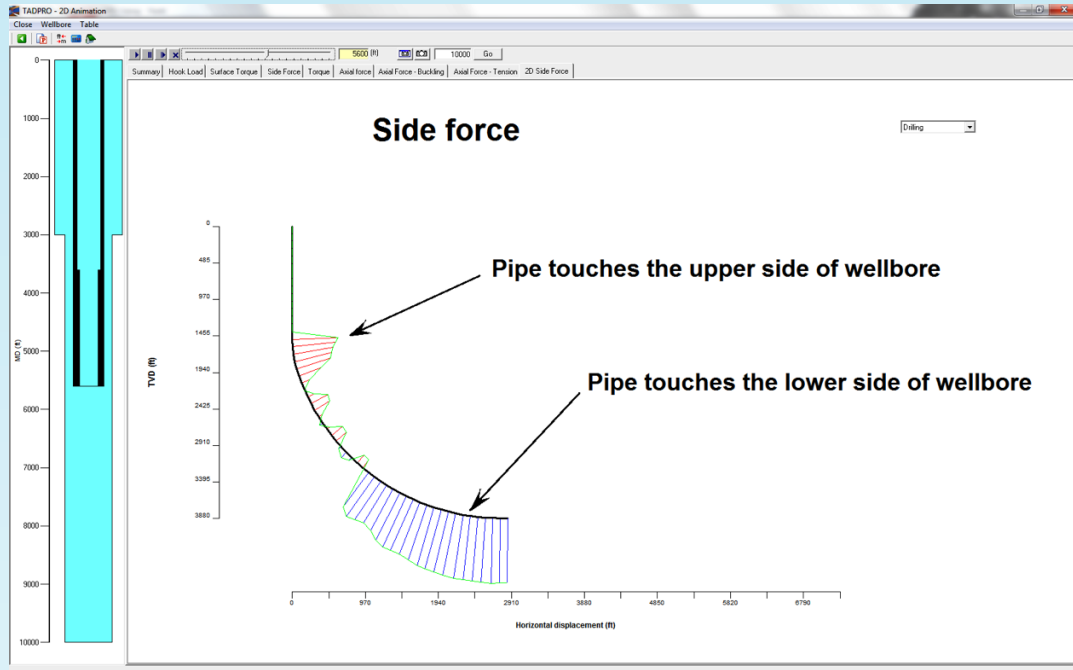 TADPRO - 2D Animation
Close Wellbore Table
5600 (ft) 10000 Go
Summary Hook Load Surface Torque Side Force Torque Axial force Axial Force - Buckling Axial Force - Tension 2D Side Force
Side force
Drilling
Pipe touches the upper side of wellbore
Pipe touches the lower side of wellbore
MD (ft)
0
1000
2000
3000
4000
5000
6000
7000
8000
9000
10000
TVD (ft)
0
485
970
1455
1940
2425
2910
3395
3880
0 970 1940 2910 3880 4850 5820 6790
Horizontal displacement (ft)